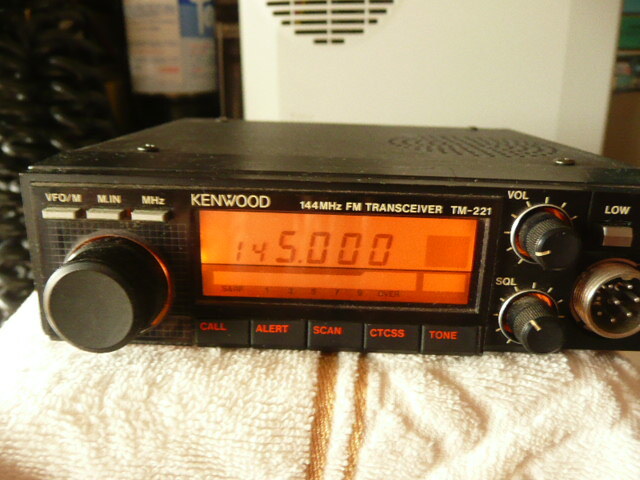 VFO/M M.IN MHz
KENWOOD 144MHz FM TRANSCEIVER TM-221
VOL
LOW
145.000
SQL
CALL ALERT SCAN CTCSS TONE